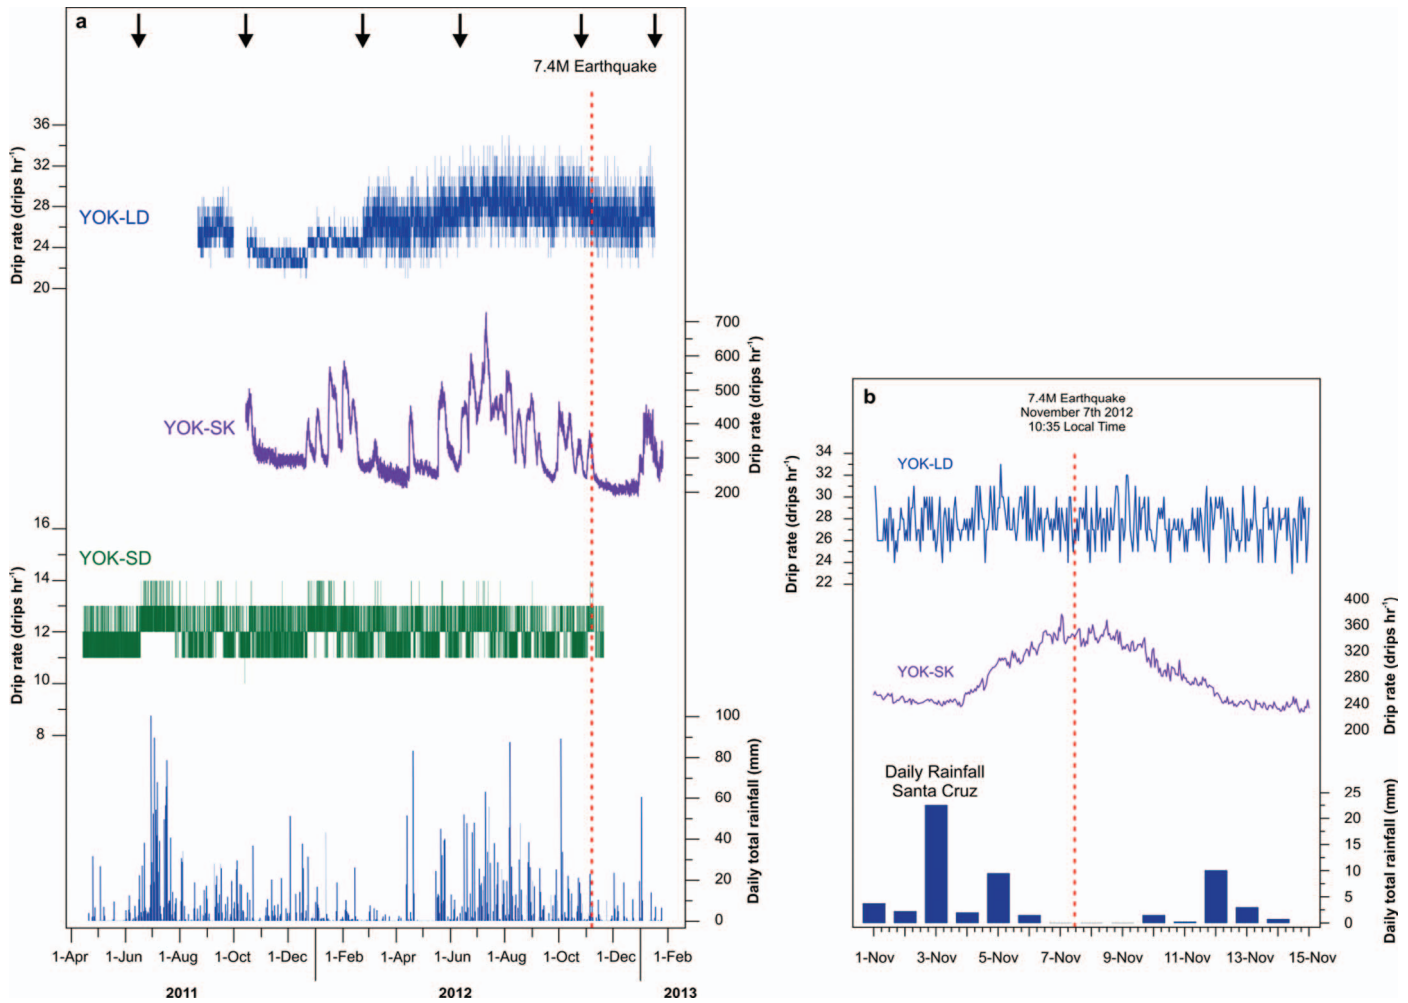 a
7.4M Earthquake
36
32
28
24
20
Drip rate (drips hr⁻¹)
YOK-LD
700
600
500
400
300
200
Drip rate (drips hr⁻¹)
YOK-SK
16
14
12
10
8
Drip rate (drips hr⁻¹)
YOK-SD
100
80
60
40
20
0
Daily total rainfall (mm)
1-Apr 1-Jun 1-Aug 1-Oct 1-Dec 1-Feb 1-Apr 1-Jun 1-Aug 1-Oct 1-Dec 1-Feb
2011 2012 2013
b
7.4M Earthquake
November 7th 2012
10:35 Local Time
34
32
30
28
26
24
22
Drip rate (drips hr⁻¹)
YOK-LD
400
360
320
280
240
200
Drip rate (drips hr⁻¹)
YOK-SK
Daily Rainfall
Santa Cruz
25
20
15
10
5
0
Daily total rainfall (mm)
1-Nov 3-Nov 5-Nov 7-Nov 9-Nov 11-Nov 13-Nov 15-Nov